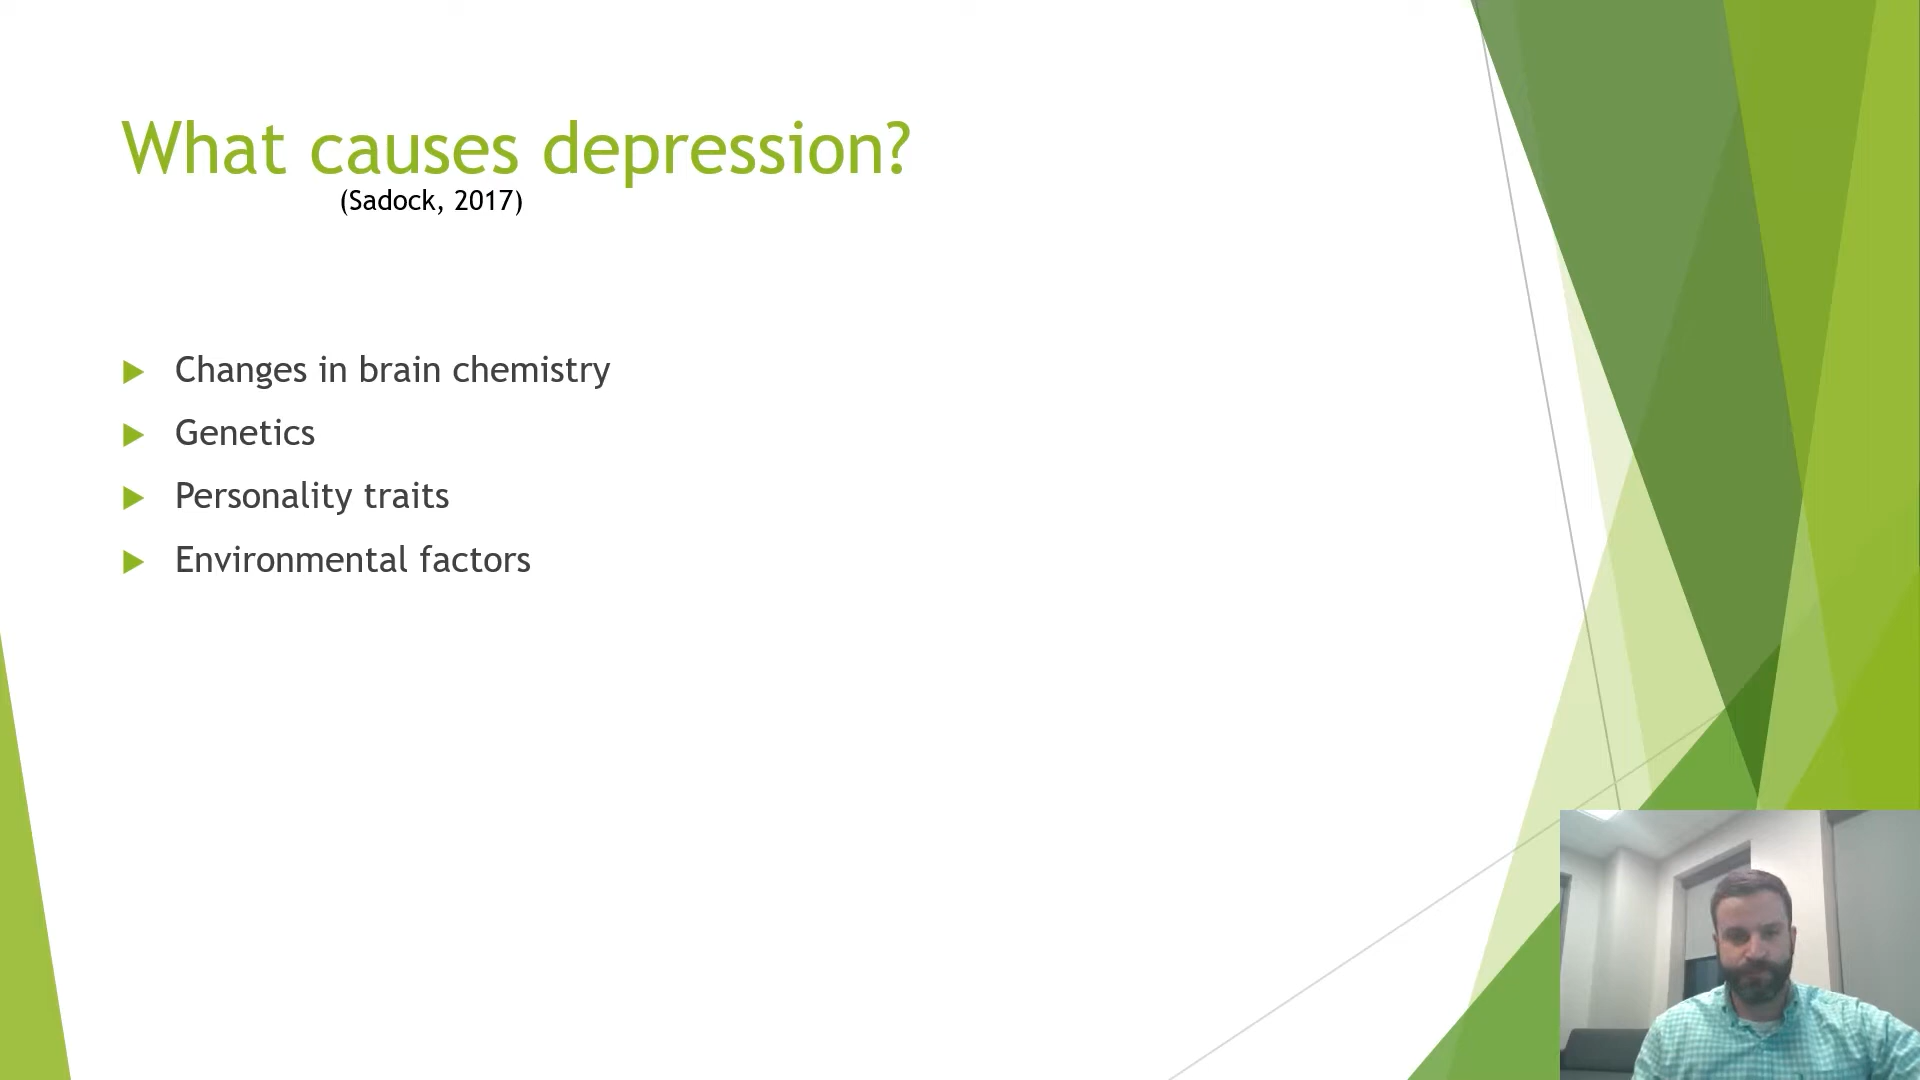 What causes depression?
(Sadock, 2017)
Changes in brain chemistry
Genetics
Personality traits
Environmental factors